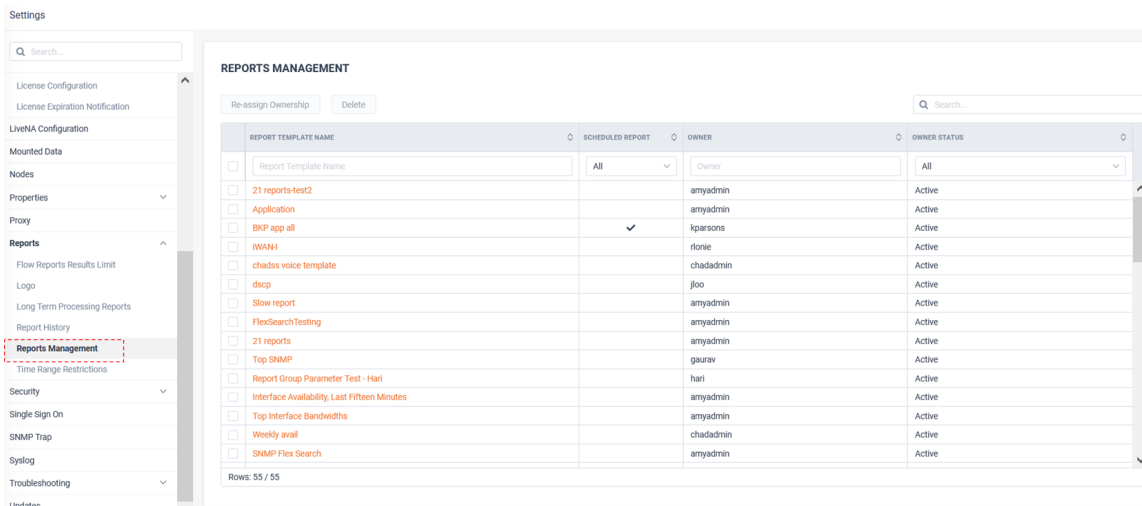 Settings
Search...
License Configuration
License Expiration Notification
LiveNA Configuration
Mounted Data
Nodes
Properties
Proxy
Reports
Flow Reports Results Limit
Logo
Long Term Processing Reports
Report History
Reports Management
Time Range Restrictions
Security
Single Sign On
SNMP Trap
Syslog
Troubleshooting
Updates
REPORTS MANAGEMENT
Re-assign Ownership Delete Search...
REPORT TEMPLATE NAME SCHEDULED REPORT OWNER OWNER STATUS
Report Template Name All Owner All
21 reports-test2 amyadmin Active
Application amyadmin Active
BKP app all kparsons Active
iWAN-I rlonie Active
chadss voice template chadadmin Active
dscp jloo Active
Slow report amyadmin Active
FlexSearchTesting amyadmin Active
21 reports amyadmin Active
Top SNMP gaurav Active
Report Group Parameter Test - Hari hari Active
Interface Availability, Last Fifteen Minutes amyadmin Active
Top Interface Bandwidths amyadmin Active
Weekly avail chadadmin Active
SNMP Flex Search amyadmin Active
Rows: 55 / 55